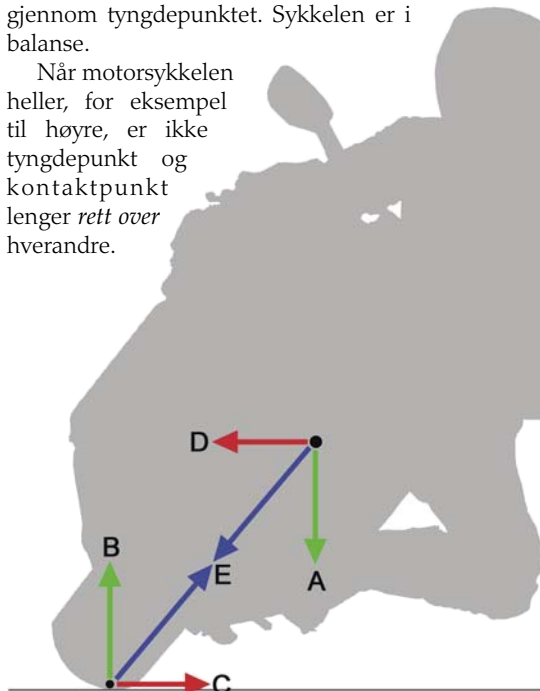 gjennom tyngdepunktet. Sykkelen er i
balanse.
Når motorsykkelen
heller, for eksempel
til høyre, er ikke
tyngdepunkt og
kontaktpunkt
lenger rett over
hverandre.
D
B
E
A
C